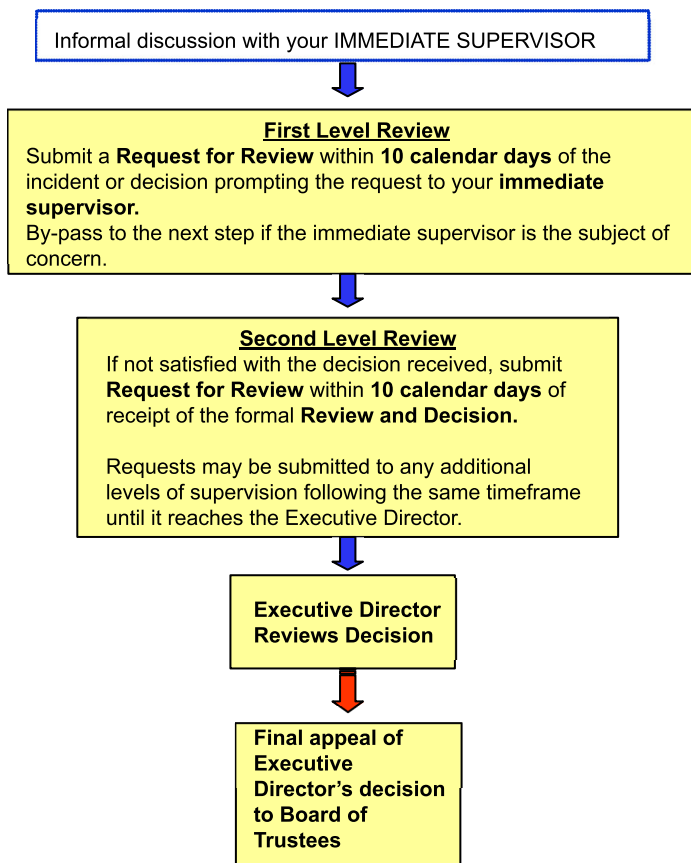 Informal discussion with your IMMEDIATE SUPERVISOR
First Level Review
Submit a Request for Review within 10 calendar days of the
incident or decision prompting the request to your immediate
supervisor.
By-pass to the next step if the immediate supervisor is the subject of
concern.
Second Level Review
If not satisfied with the decision received, submit
Request for Review within 10 calendar days of
receipt of the formal Review and Decision.
Requests may be submitted to any additional
levels of supervision following the same timeframe
until it reaches the Executive Director.
Executive Director
Reviews Decision
Final appeal of
Executive
Director’s decision
to Board of
Trustees